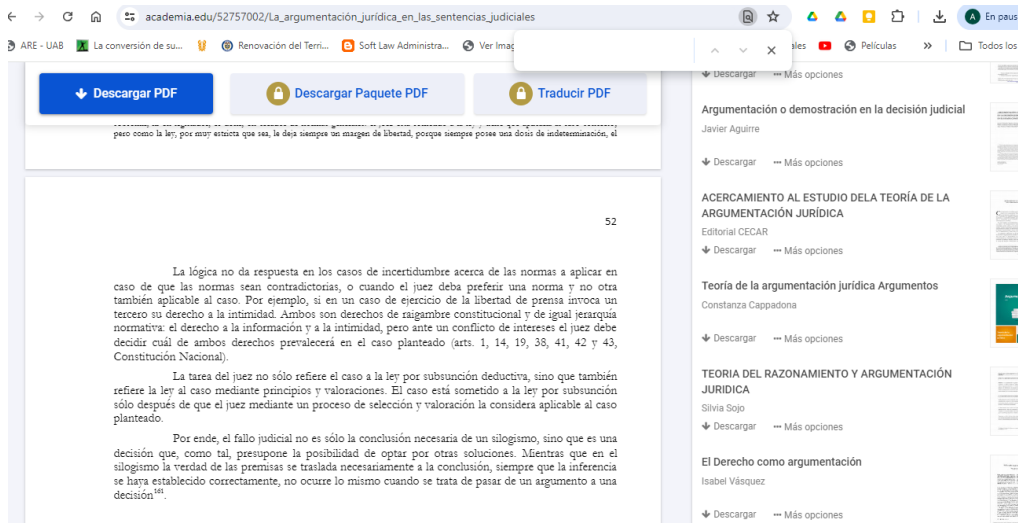 academia.edu/52757002/La_argumentación_jurídica_en_las_sentencias_judiciales
A
En paus
ARE - UAB
La conversión de su...
Renovación del Terri...
Soft Law Administra...
Ver Imag
ales
Películas
»
Todos los
Descargar PDF
Descargar Paquete PDF
Traducir PDF
pero como la ley, por muy estricta que sea, le deja siempre un margen de libertad, porque siempre posee una dosis de indeterminación, el
52
La lógica no da respuesta en los casos de incertidumbre acerca de las normas a aplicar en
caso de que las normas sean contradictorias, o cuando el juez deba preferir una norma y no otra
también aplicable al caso. Por ejemplo, si en un caso de ejercicio de la libertad de prensa invoca un
tercero su derecho a la intimidad. Ambos son derechos de raigambre constitucional y de igual jerarquía
normativa: el derecho a la información y a la intimidad, pero ante un conflicto de intereses el juez debe
decidir cuál de ambos derechos prevalecerá en el caso planteado (arts. 1, 14, 19, 38, 41, 42 y 43,
Constitución Nacional).
La tarea del juez no sólo refiere el caso a la ley por subsunción deductiva, sino que también
refiere la ley al caso mediante principios y valoraciones. El caso está sometido a la ley por subsunción
sólo después de que el juez mediante un proceso de selección y valoración la considera aplicable al caso
planteado.
Por ende, el fallo judicial no es sólo la conclusión necesaria de un silogismo, sino que es una
decisión que, como tal, presupone la posibilidad de optar por otras soluciones. Mientras que en el
silogismo la verdad de las premisas se traslada necesariamente a la conclusión, siempre que la inferencia
se haya establecido correctamente, no ocurre lo mismo cuando se trata de pasar de un argumento a una
decisión161.
Descargar
Más opciones
Argumentación o demostración en la decisión judicial
Javier Aguirre
Descargar
Más opciones
ACERCAMIENTO AL ESTUDIO DELA TEORÍA DE LA
ARGUMENTACIÓN JURÍDICA
Editorial CECAR
Descargar
Más opciones
Teoría de la argumentación jurídica Argumentos
Constanza Cappadona
Descargar
Más opciones
TEORIA DEL RAZONAMIENTO Y ARGUMENTACIÓN
JURIDICA
Silvia Sojo
Descargar
Más opciones
El Derecho como argumentación
Isabel Vásquez
Descargar
Más opciones